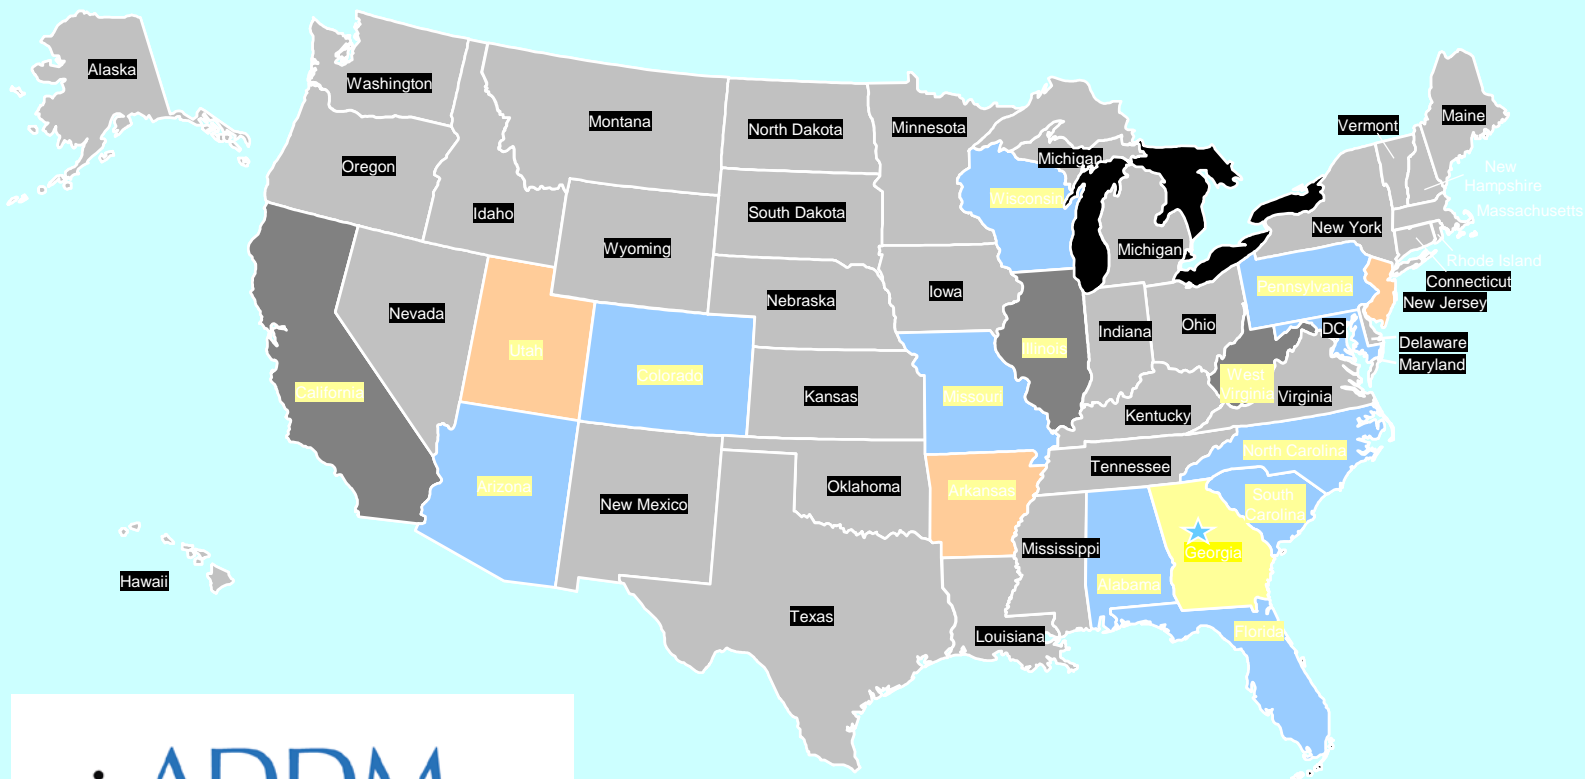 Alaska
Washington
Montana
North Dakota
Minnesota
Michigan
Vermont
Maine
Oregon
Idaho
Wyoming
South Dakota
Wisconsin
Michigan
New York
New
Hampshire
Massachusetts
Rhode Island
Connecticut
New Jersey
Nevada
Utah
Colorado
Nebraska
Iowa
Illinois
Indiana
Ohio
Pennsylvania
DC
Delaware
Maryland
California
Kansas
Missouri
Kentucky
West
Virginia
Virginia
Arizona
New Mexico
Oklahoma
Arkansas
Tennessee
North Carolina
South
Carolina
Mississippi
Alabama
Georgia
Hawaii
Texas
Louisiana
Florida
ADDM